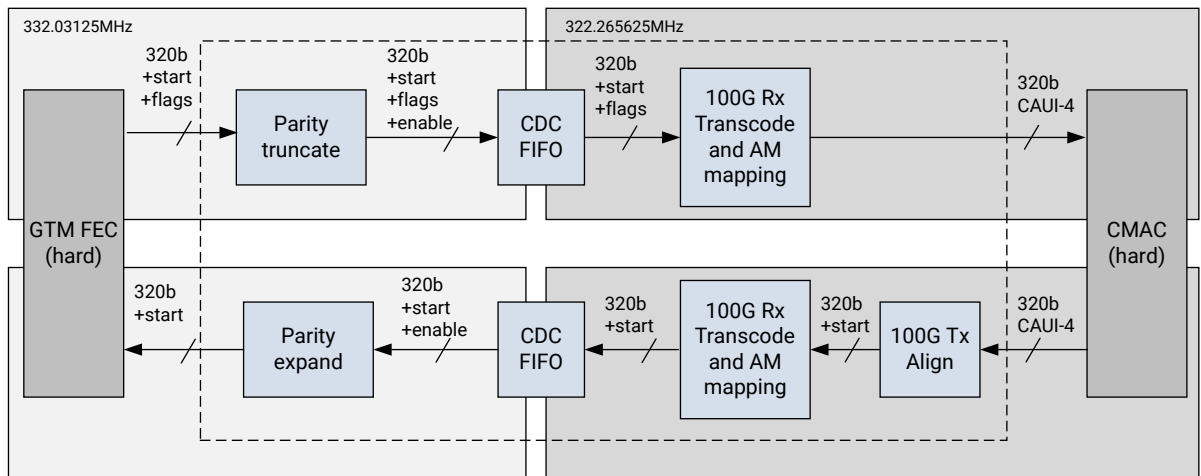 332.03125MHz
322.265625MHz
320b
+start
+flags
320b
+start
+flags
+enable
320b
+start
+flags
320b
CAUI-4
Parity
truncate
CDC
FIFO
100G Rx
Transcode
and AM
mapping
GTM FEC
(hard)
CMAC
(hard)
320b
+start
320b
+start
+enable
320b
+start
320b
+start
320b
CAUI-4
Parity
expand
CDC
FIFO
100G Rx
Transcode
and AM
mapping
100G Tx
Align